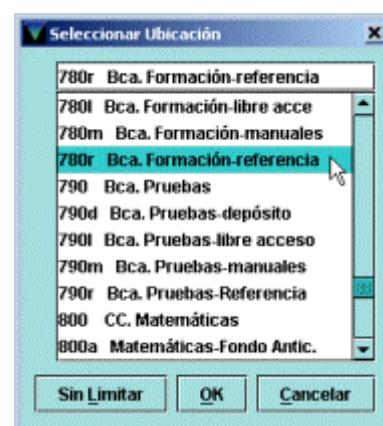 Seleccionar Ubicación
780r Bca. Formación-referencia
780l Bca. Formación-libre acce
780m Bca. Formación-manuales
780r Bca. Formación-referencia
790 Bca. Pruebas
790d Bca. Pruebas-depósito
790l Bca. Pruebas-libre acceso
790m Bca. Pruebas-manuales
790r Bca. Pruebas-Referencia
800 CC. Matemáticas
800a Matemáticas-Fondo Antic.
Sin Limitar OK Cancelar